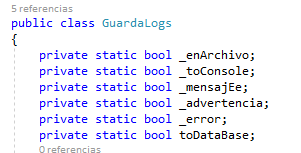 5 referencias
public class GuardaLogs
{
private static bool _enArchivo;
private static bool _toConsole;
private static bool _mensajEe;
private static bool _advertencia;
private static bool _error;
private static bool toDataBase;
0 referencias